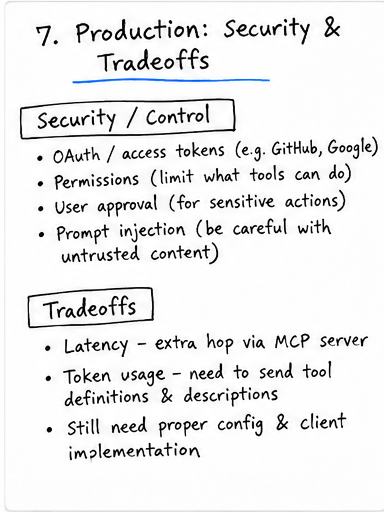 7. Production: Security &
Tradeoffs
Security / Control
• OAuth / access tokens (e.g. GitHub, Google)
• Permissions (limit what tools can do)
• User approval (for sensitive actions)
• Prompt injection (be careful with
untrusted content)
Tradeoffs
• Latency - extra hop via MCP server
• Token usage - need to send tool
definitions & descriptions
• Still need proper config & client
implementation